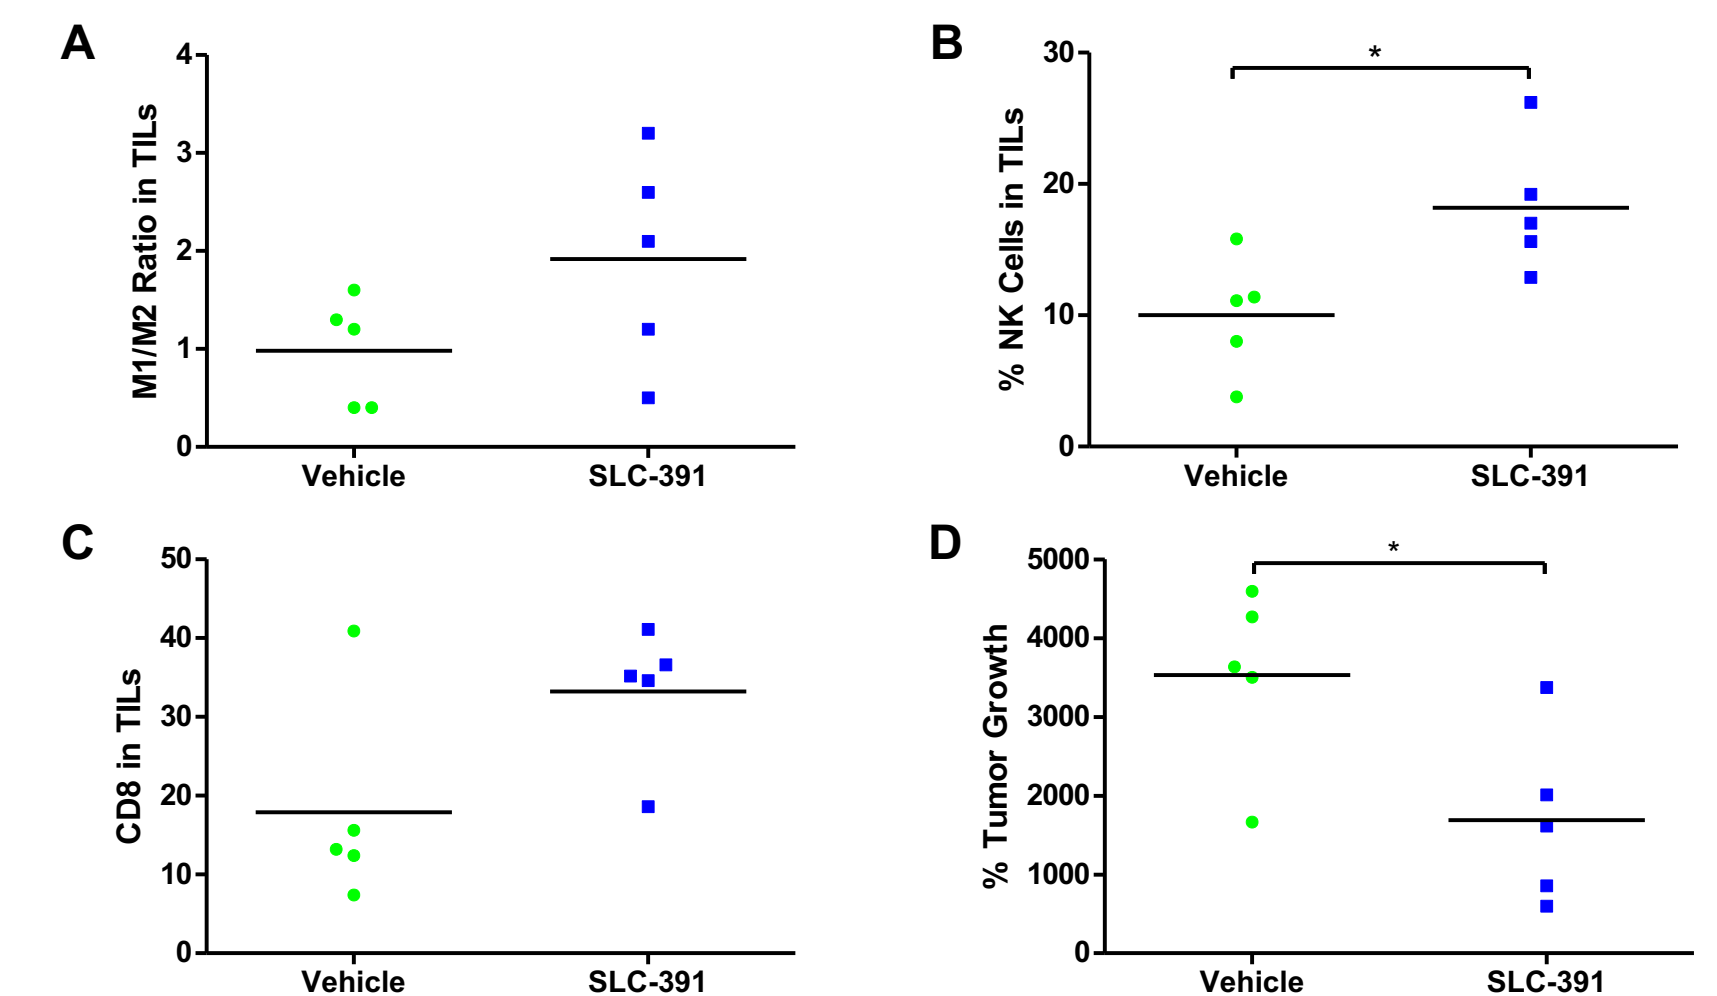 A
M1/M2 Ratio in TILs
4
3
2
1
0
Vehicle SLC-391
B
% NK Cells in TILs
30
20
10
0
*
Vehicle SLC-391
C
CD8 in TILs
50
40
30
20
10
0
Vehicle SLC-391
D
% Tumor Growth
5000
4000
3000
2000
1000
0
*
Vehicle SLC-391